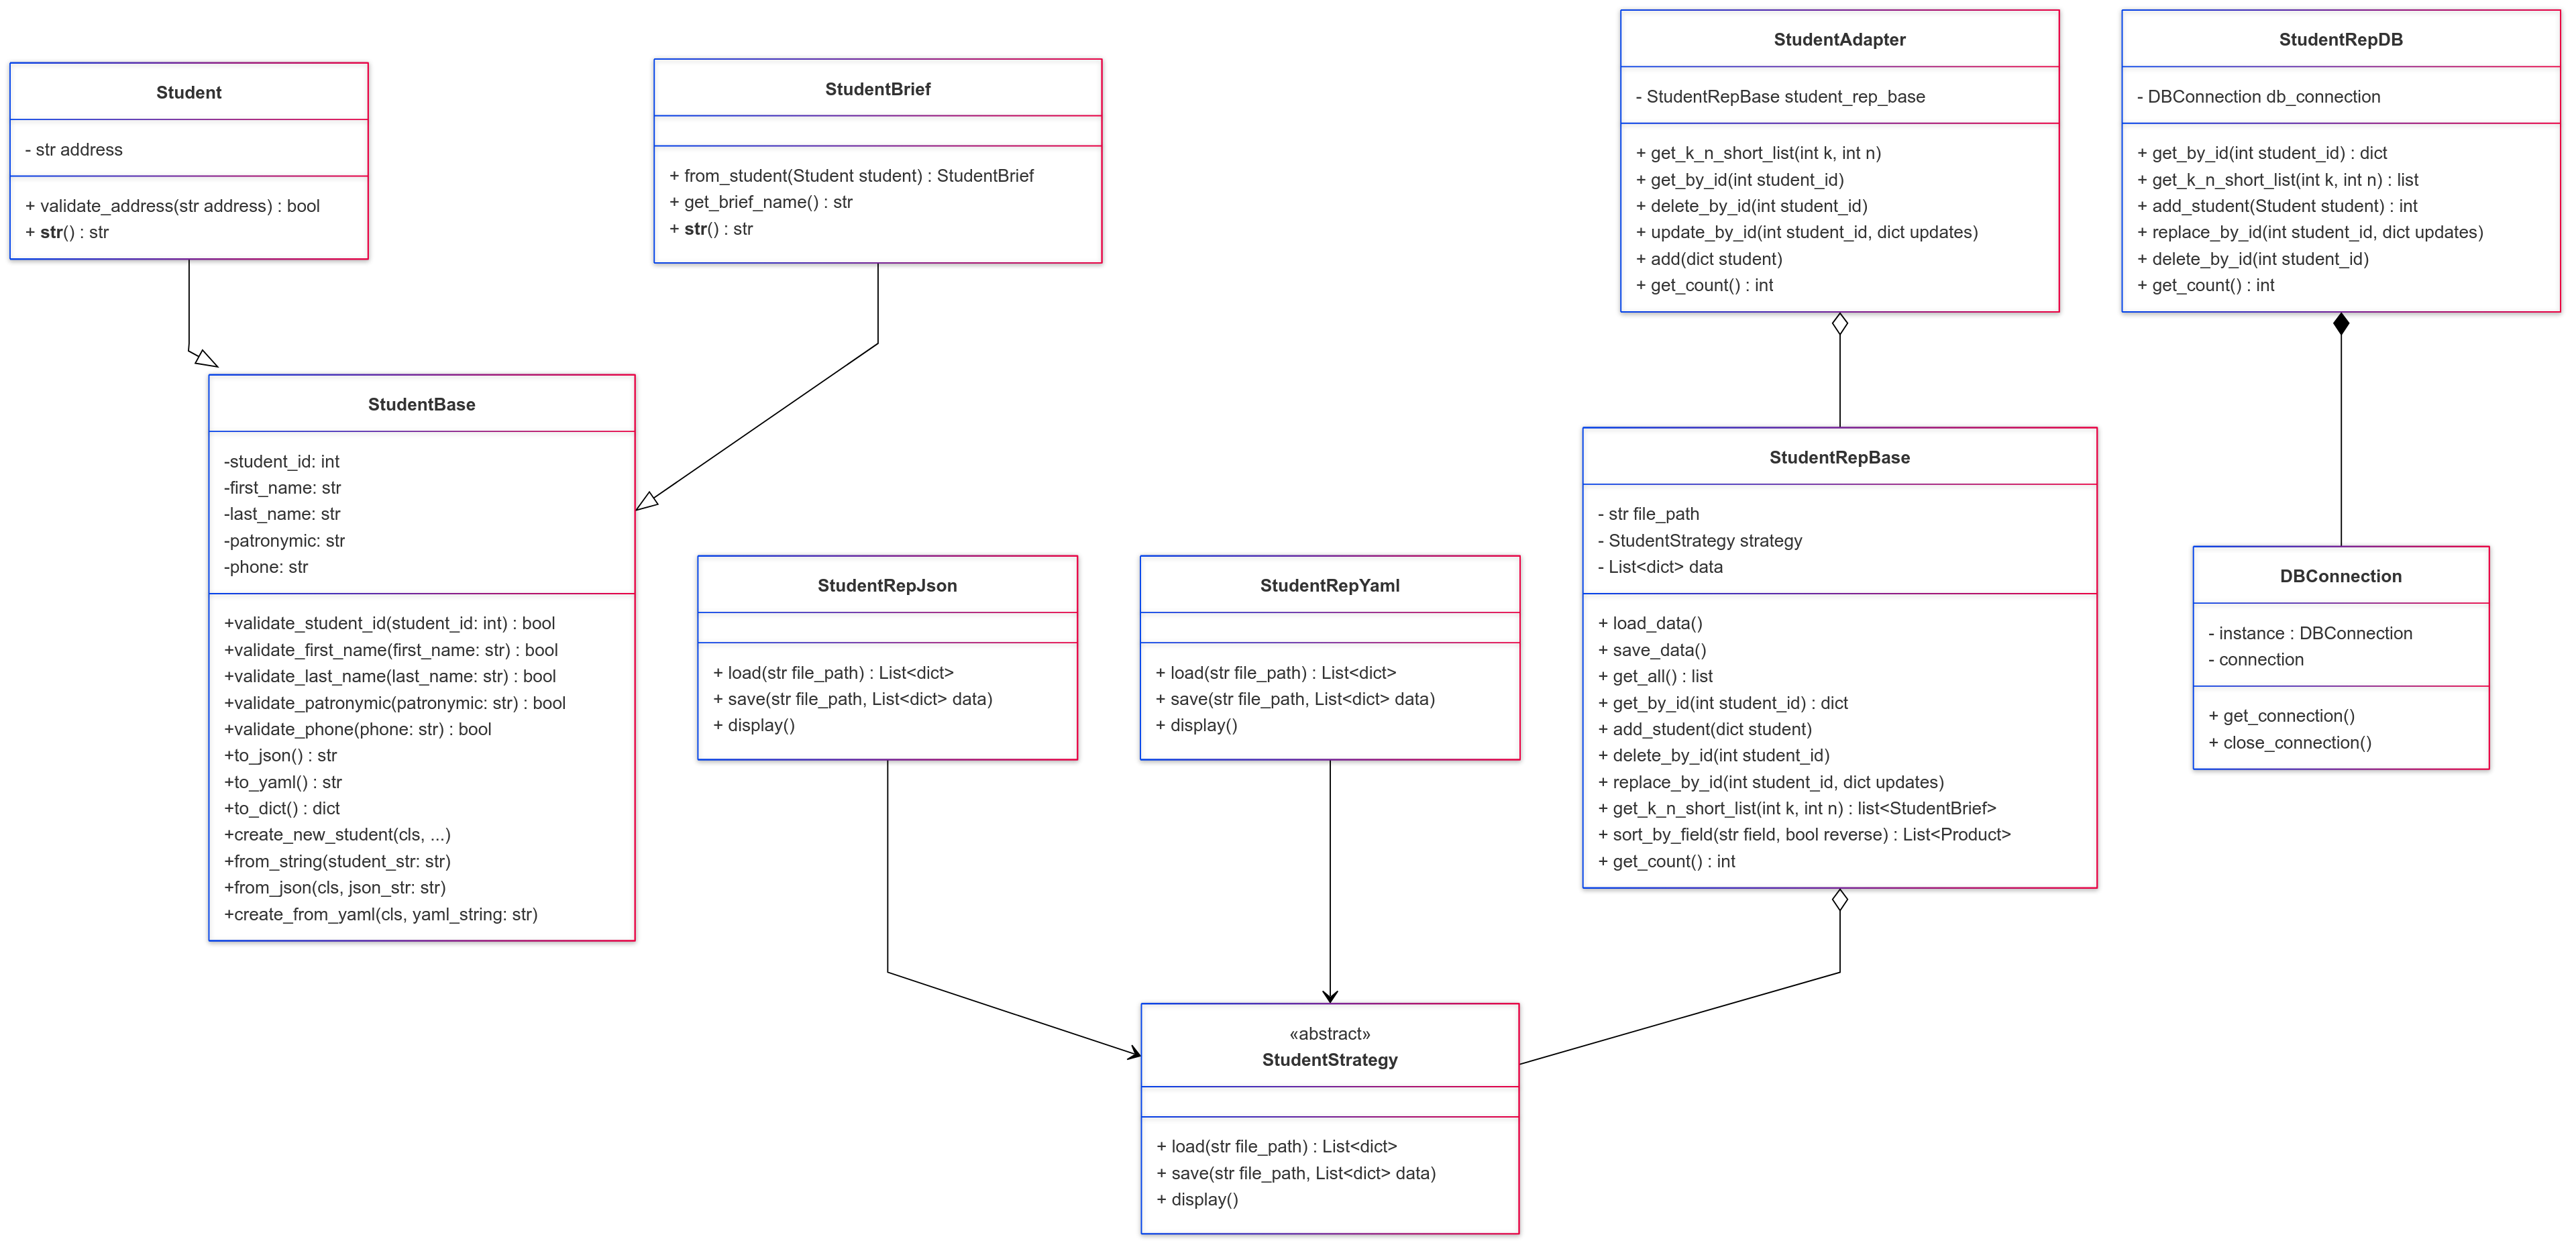 Student
- str address
+ validate_address(str address) : bool
+ str() : str
StudentBrief
+ from_student(Student student) : StudentBrief
+ get_brief_name() : str
+ str() : str
StudentAdapter
- StudentRepBase student_rep_base
+ get_k_n_short_list(int k, int n)
+ get_by_id(int student_id)
+ delete_by_id(int student_id)
+ update_by_id(int student_id, dict updates)
+ add(dict student)
+ get_count() : int
StudentRepDB
- DBConnection db_connection
+ get_by_id(int student_id) : dict
+ get_k_n_short_list(int k, int n) : list
+ add_student(Student student) : int
+ replace_by_id(int student_id, dict updates)
+ delete_by_id(int student_id)
+ get_count() : int
StudentBase
-student_id: int
-first_name: str
-last_name: str
-patronymic: str
-phone: str
+validate_student_id(student_id: int) : bool
+validate_first_name(first_name: str) : bool
+validate_last_name(last_name: str) : bool
+validate_patronymic(patronymic: str) : bool
+validate_phone(phone: str) : bool
+to_json() : str
+to_yaml() : str
+to_dict() : dict
+create_new_student(cls, ...)
+from_string(student_str: str)
+from_json(cls, json_str: str)
+create_from_yaml(cls, yaml_string: str)
StudentRepJson
+ load(str file_path) : List<dict>
+ save(str file_path, List<dict> data)
+ display()
StudentRepYaml
+ load(str file_path) : List<dict>
+ save(str file_path, List<dict> data)
+ display()
StudentRepBase
- str file_path
- StudentStrategy strategy
- List<dict> data
+ load_data()
+ save_data()
+ get_all() : list
+ get_by_id(int student_id) : dict
+ add_student(dict student)
+ delete_by_id(int student_id)
+ replace_by_id(int student_id, dict updates)
+ get_k_n_short_list(int k, int n) : list<StudentBrief>
+ sort_by_field(str field, bool reverse) : List<Product>
+ get_count() : int
DBConnection
- instance : DBConnection
- connection
+ get_connection()
+ close_connection()
«abstract»
StudentStrategy
+ load(str file_path) : List<dict>
+ save(str file_path, List<dict> data)
+ display()